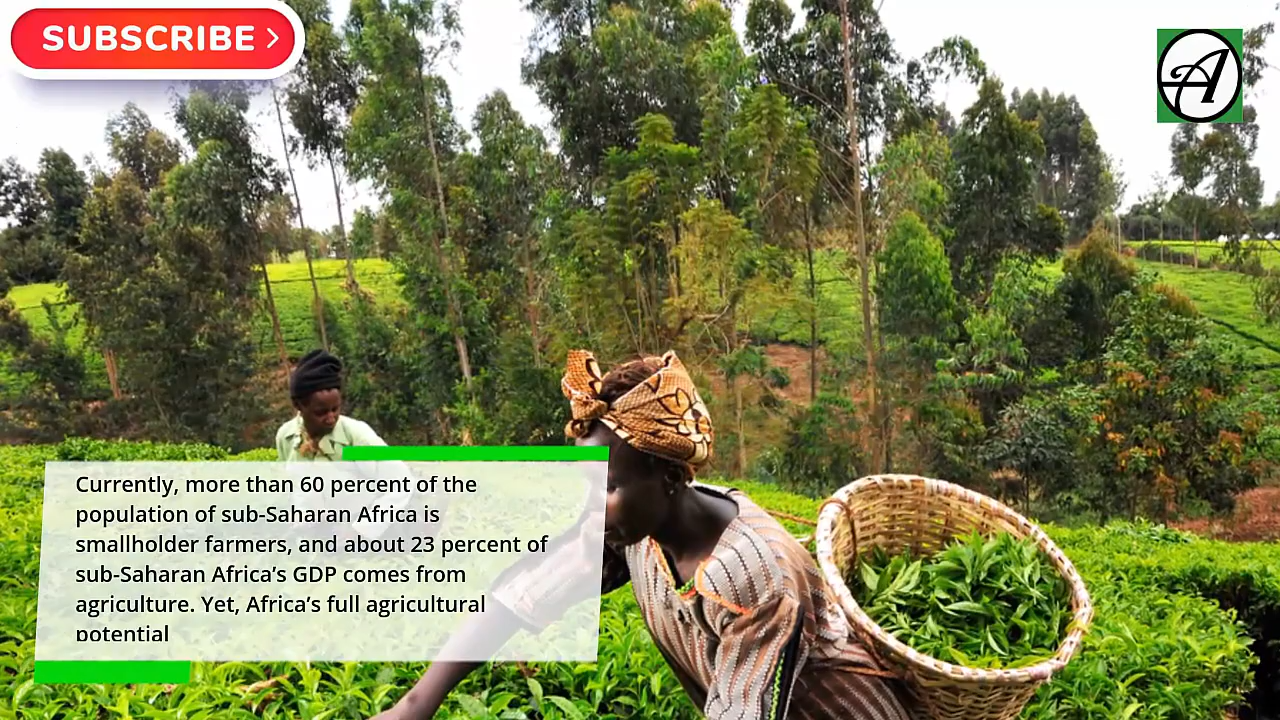 SUBSCRIBE
A
Currently, more than 60 percent of the
population of sub-Saharan Africa is
smallholder farmers, and about 23 percent of
sub-Saharan Africa’s GDP comes from
agriculture. Yet, Africa’s full agricultural
potential